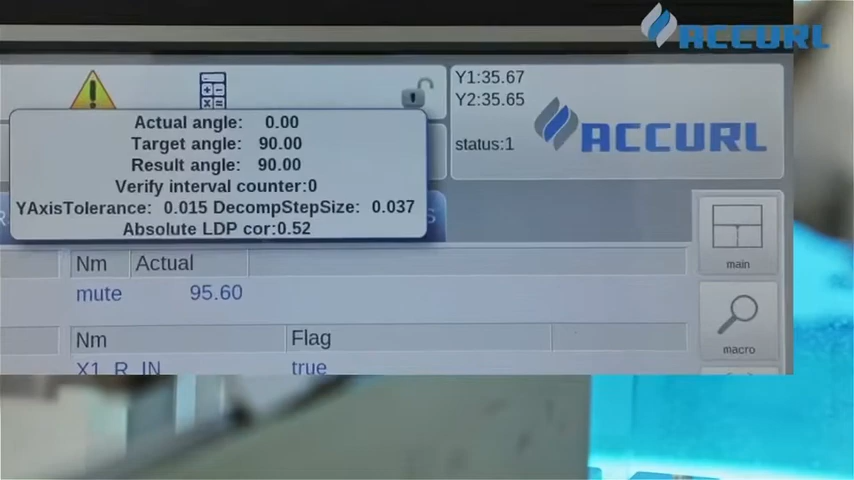 ACCURL
Y1:35.67
Y2:35.65
status:1
ACCURL
Actual angle: 0.00
Target angle: 90.00
Result angle: 90.00
Verify interval counter:0
YAxisTolerance: 0.015 DecompStepSize: 0.037
Absolute LDP cor:0.52
main
Nm Actual
mute 95.60
macro
Nm Flag
X1_R_IN true